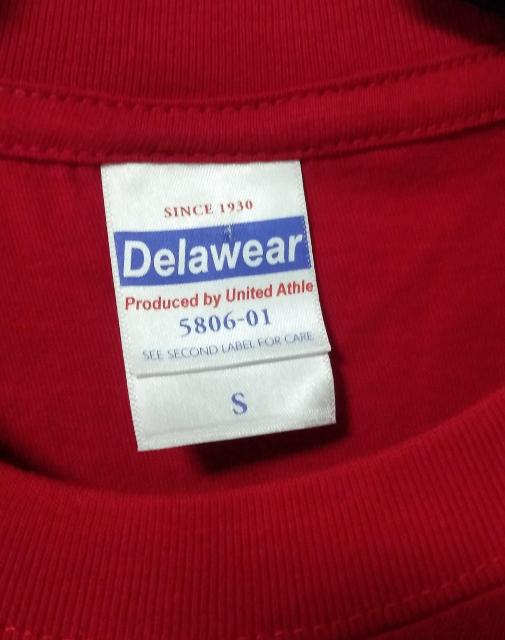 SINCE 1930
Delawear
Produced by United Athle
5806-01
SEE SECOND LABEL FOR CARE
S